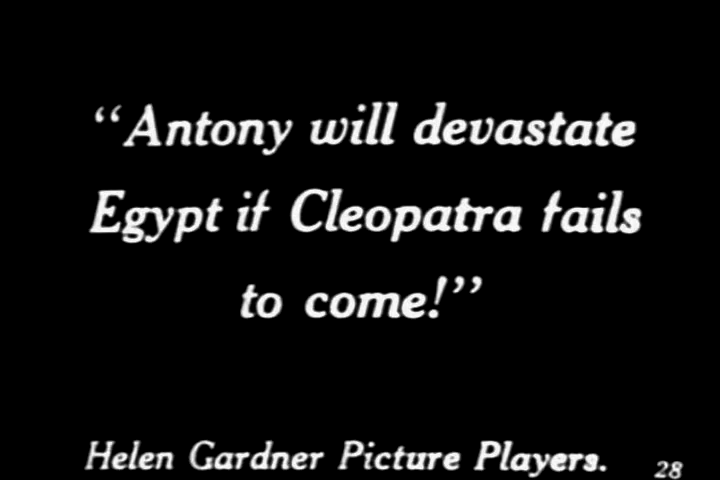 “Antony will devastate
Egypt if Cleopatra fails
to come!”
Helen Gardner Picture Players. 28